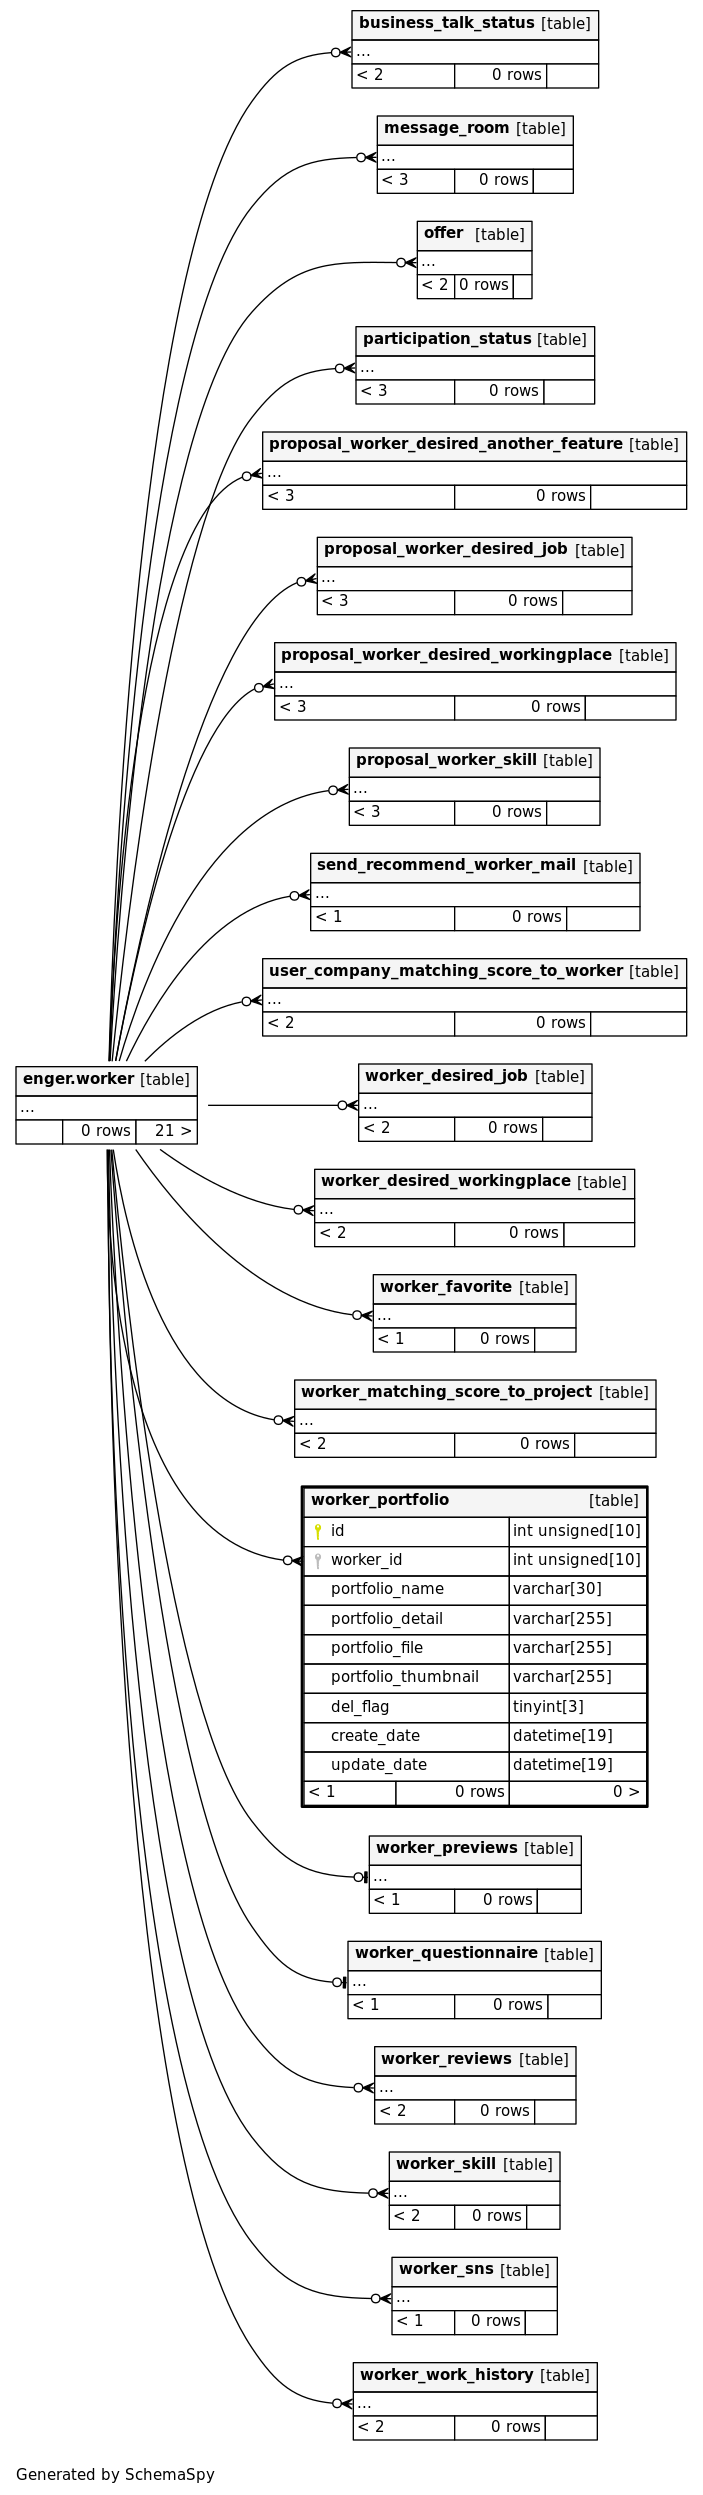 business_talk_status [table]
...
< 2 0 rows
message_room [table]
...
< 3 0 rows
offer [table]
...
< 2 0 rows
participation_status [table]
...
< 3 0 rows
proposal_worker_desired_another_feature [table]
...
< 3 0 rows
proposal_worker_desired_job [table]
...
< 3 0 rows
proposal_worker_desired_workingplace [table]
...
< 3 0 rows
proposal_worker_skill [table]
...
< 3 0 rows
send_recommend_worker_mail [table]
...
< 1 0 rows
user_company_matching_score_to_worker [table]
...
< 2 0 rows
enger.worker [table]
...
0 rows 21 >
worker_desired_job [table]
...
< 2 0 rows
worker_desired_workingplace [table]
...
< 2 0 rows
worker_favorite [table]
...
< 1 0 rows
worker_matching_score_to_project [table]
...
< 2 0 rows
worker_portfolio [table]
id int unsigned[10]
worker_id int unsigned[10]
portfolio_name varchar[30]
portfolio_detail varchar[255]
portfolio_file varchar[255]
portfolio_thumbnail varchar[255]
del_flag tinyint[3]
create_date datetime[19]
update_date datetime[19]
< 1 0 rows 0 >
worker_previews [table]
...
< 1 0 rows
worker_questionnaire [table]
...
< 1 0 rows
worker_reviews [table]
...
< 2 0 rows
worker_skill [table]
...
< 2 0 rows
worker_sns [table]
...
< 1 0 rows
worker_work_history [table]
...
< 2 0 rows
Generated by SchemaSpy